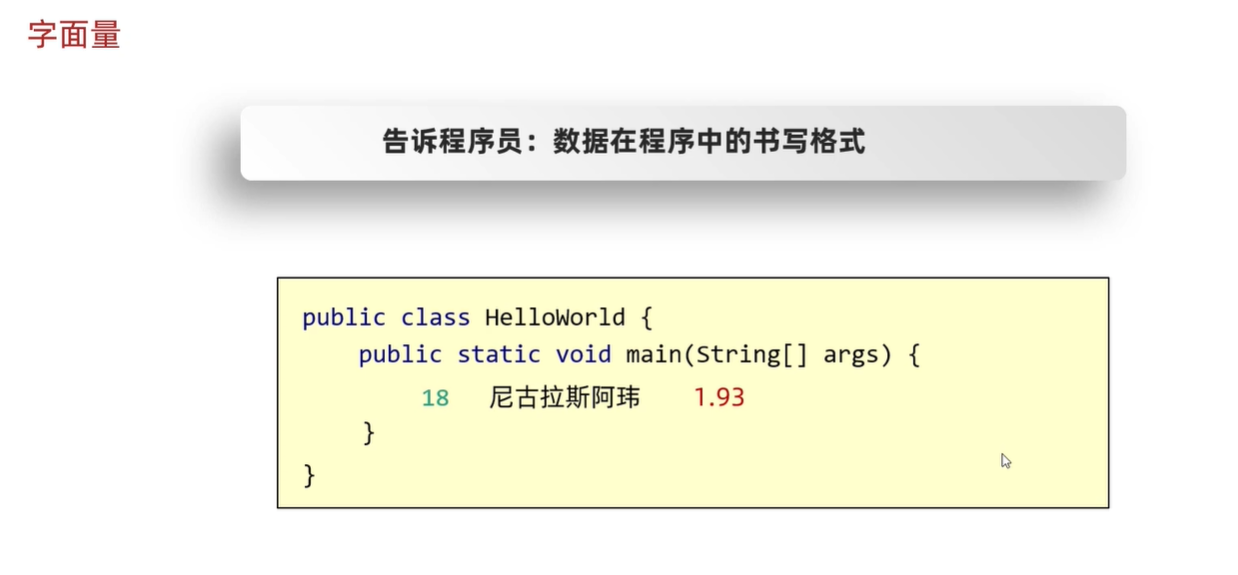 字面量
告诉程序员：数据在程序中的书写格式
public class HelloWorld {
public static void main(String[] args) {
18 尼古拉斯阿玮 1.93
}
}